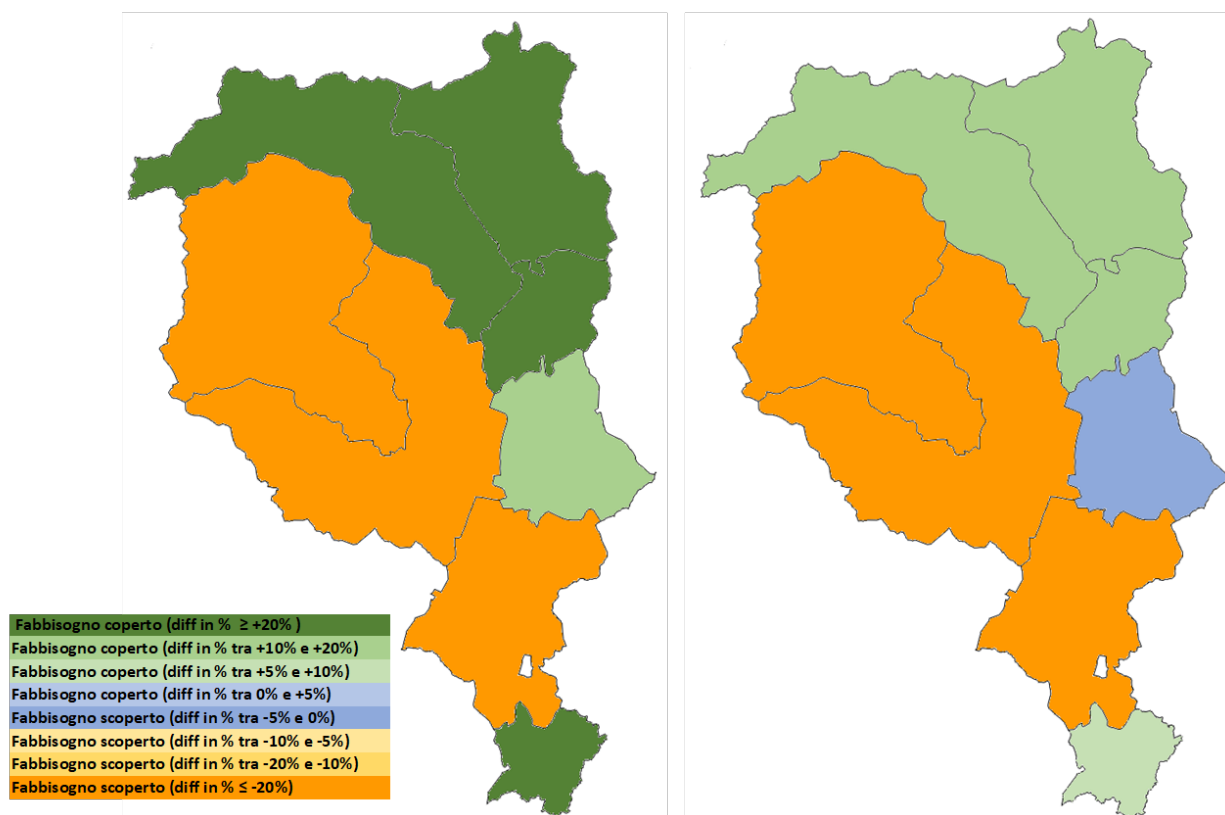 Fabbisogno coperto (diff in % ≥ +20% )
Fabbisogno coperto (diff in % tra +10% e +20%)
Fabbisogno coperto (diff in % tra +5% e +10%)
Fabbisogno coperto (diff in % tra 0% e +5%)
Fabbisogno scoperto (diff in % tra -5% e 0%)
Fabbisogno scoperto (diff in % tra -10% e -5%)
Fabbisogno scoperto (diff in % tra -20% e -10%)
Fabbisogno scoperto (diff in % ≤ -20%)